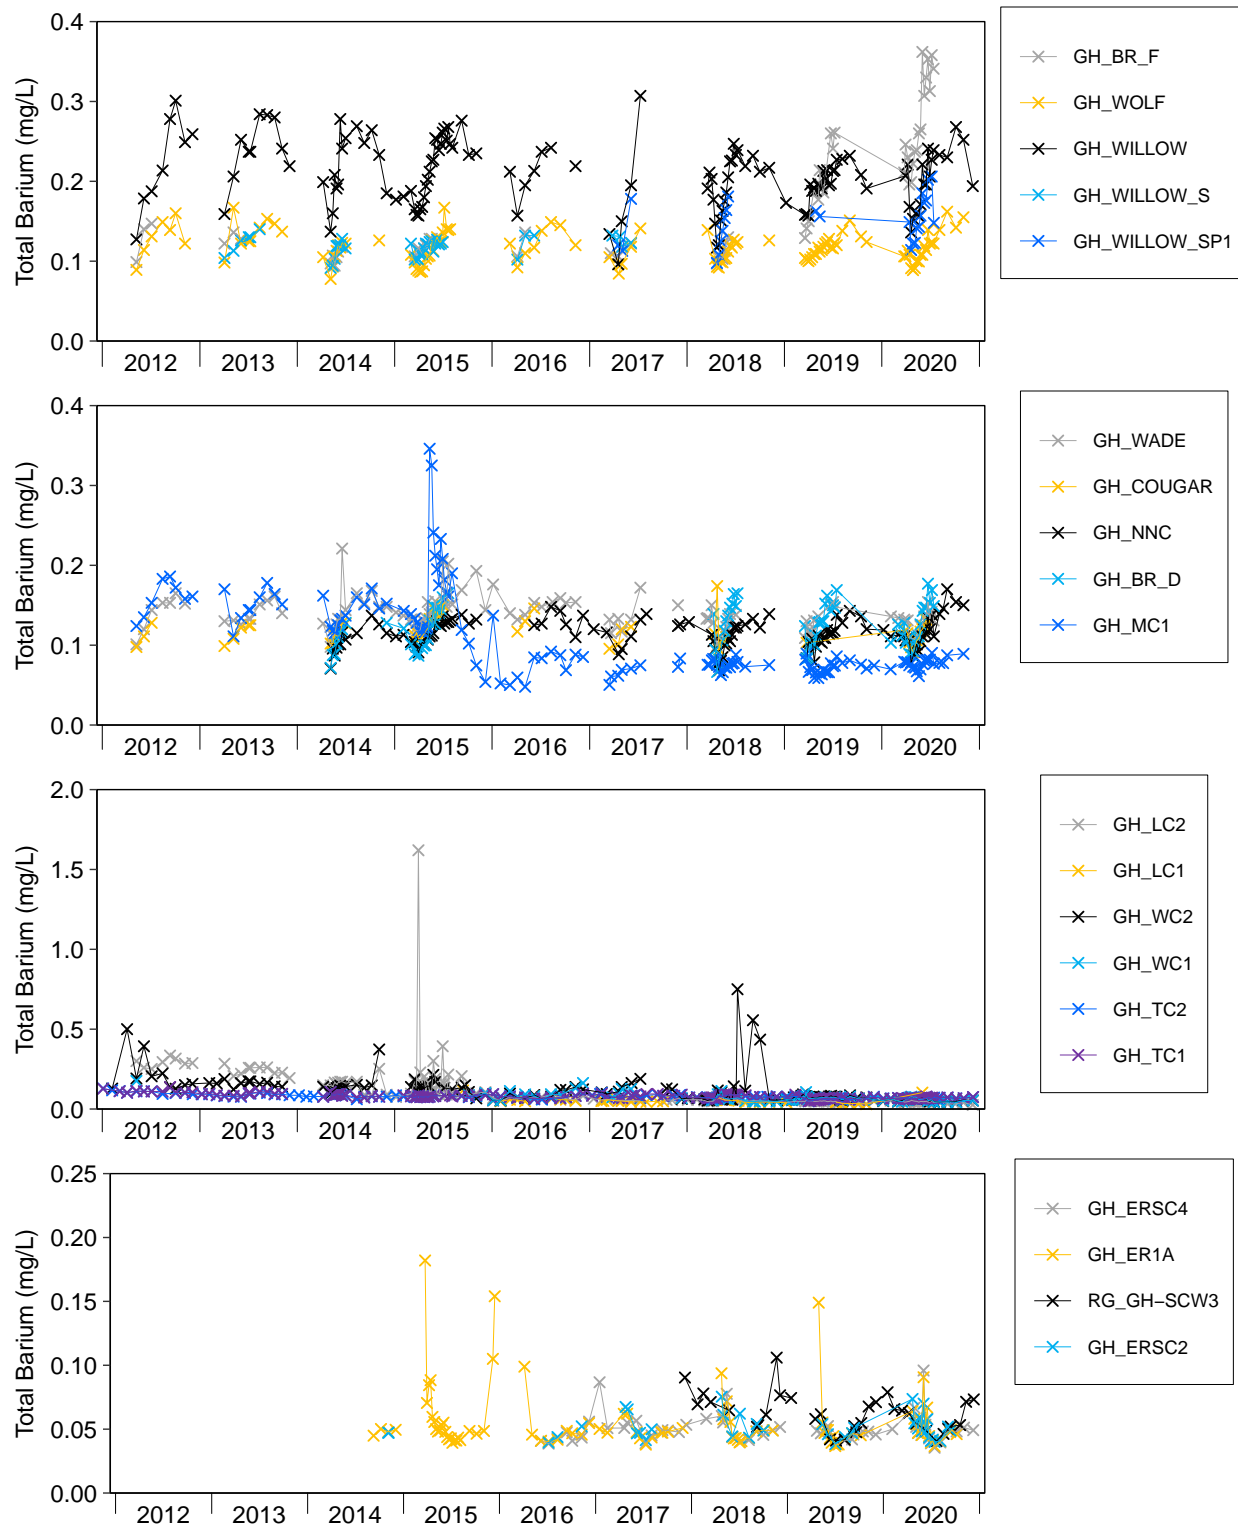 Total Barium (mg/L)
0.4
0.3
0.2
0.1
0.0
2012 2013 2014 2015 2016 2017 2018 2019 2020
GH_BR_F
GH_WOLF
GH_WILLOW
GH_WILLOW_S
GH_WILLOW_SP1
Total Barium (mg/L)
0.4
0.3
0.2
0.1
0.0
2012 2013 2014 2015 2016 2017 2018 2019 2020
GH_WADE
GH_COUGAR
GH_NNC
GH_BR_D
GH_MC1
Total Barium (mg/L)
2.0
1.5
1.0
0.5
0.0
2012 2013 2014 2015 2016 2017 2018 2019 2020
GH_LC2
GH_LC1
GH_WC2
GH_WC1
GH_TC2
GH_TC1
Total Barium (mg/L)
0.25
0.20
0.15
0.10
0.05
0.00
2012 2013 2014 2015 2016 2017 2018 2019 2020
GH_ERSC4
GH_ER1A
RG_GH−SCW3
GH_ERSC2